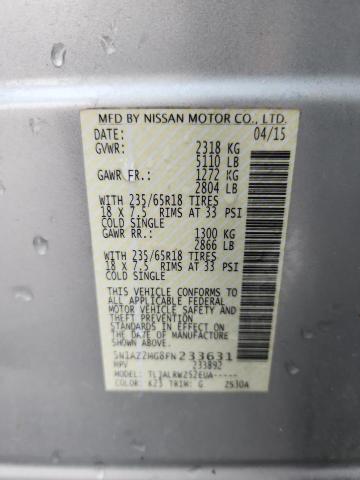 MFD BY NISSAN MOTOR CO., LTD.
DATE: 04/15
GVWR: 2318 KG
5110 LB
GAWR FR.: 1272 KG
2804 LB
WITH 235/65R18 TIRES
18 X 7.5 RIMS AT 33 PSI
COLD SINGLE
GAWR RR.: 1300 KG
2866 LB
WITH 235/65R18 TIRES
18 X 7.5 RIMS AT 33 PSI
COLD SINGLE
THIS VEHICLE CONFORMS TO
ALL APPLICABLE FEDERAL MOTOR
VEHICLE SAFETY AND
THEFT PREVENTION STANDARDS
IN EFFECT ON THE
DATE OF MANUFACTURE
SHOWN ABOVE.
5N1AZ2MG8FN233631
MPV 233892
COLOR: K23 TRIM: G 2530A